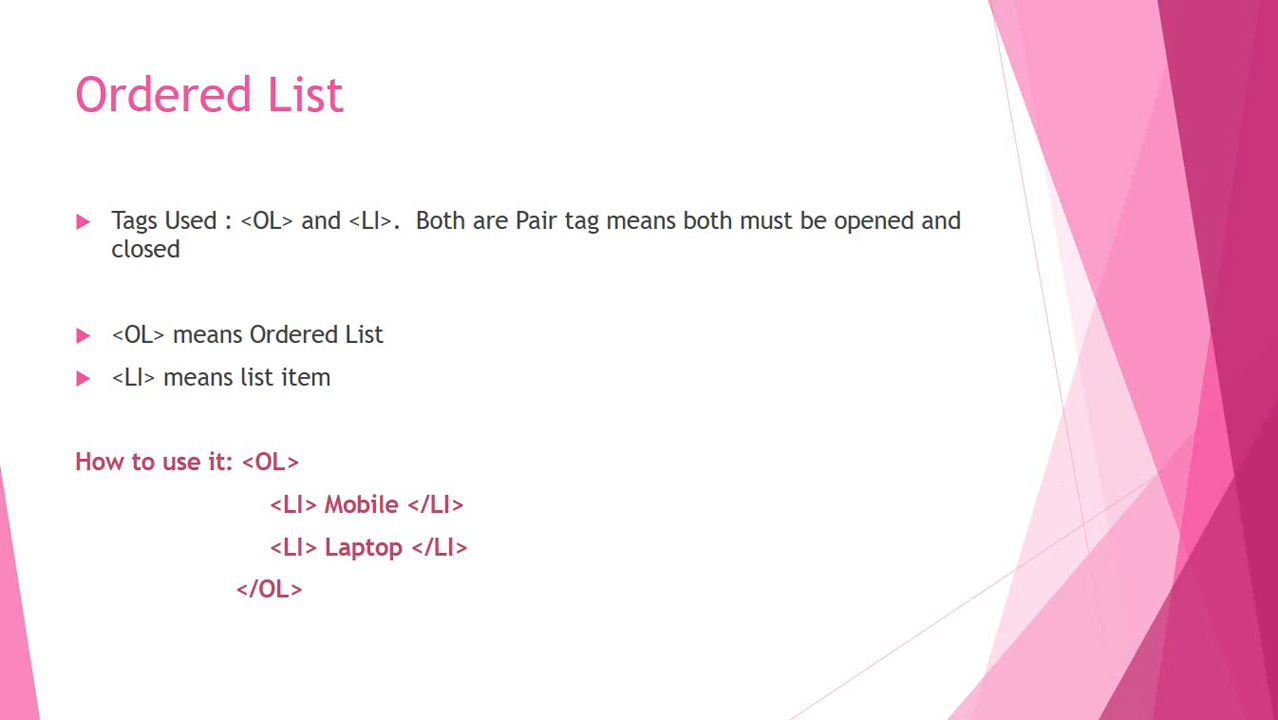 Ordered List
Tags Used : <OL> and <LI>.  Both are Pair tag means both must be opened and
closed
<OL> means Ordered List
<LI> means list item
How to use it: <OL>
<LI> Mobile </LI>
<LI> Laptop </LI>
</OL>